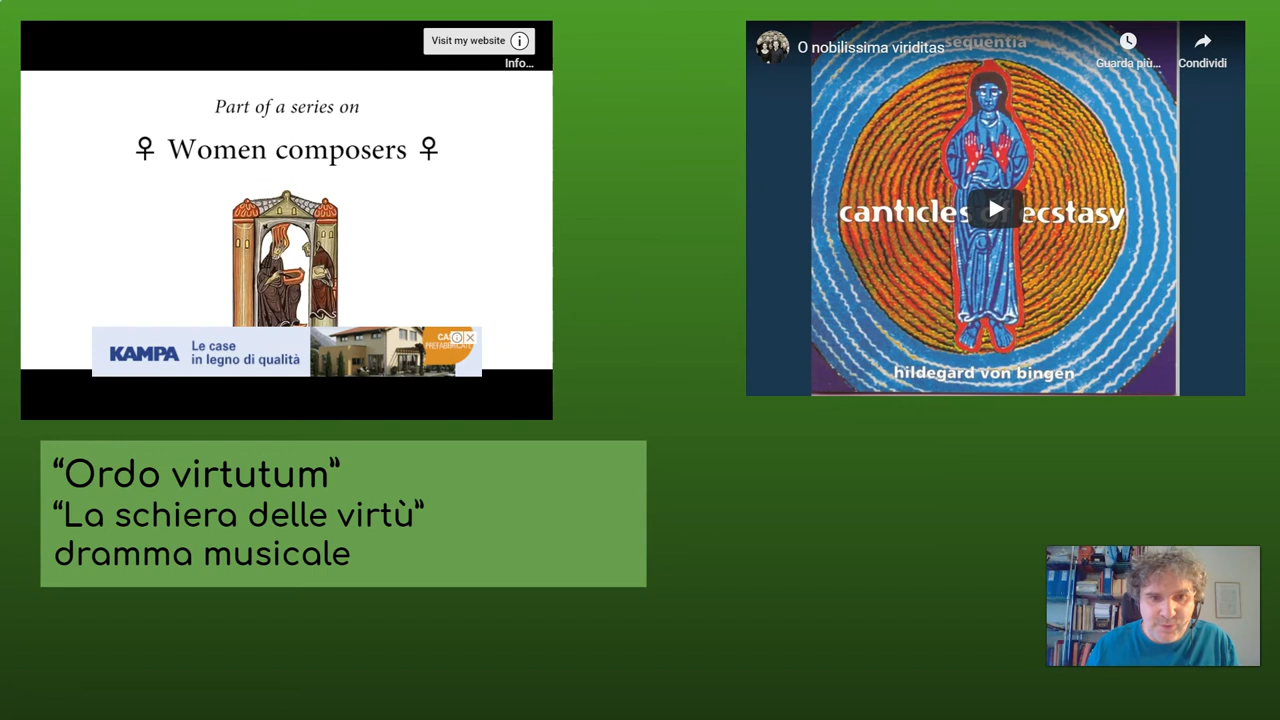 Visit my website
Info...
Part of a series on
♀ Women composers ♀
KAMPA
Le case
in legno di qualità
“Ordo virtutum”
“La schiera delle virtù”
dramma musicale
O nobilissima viriditas
sequentia
Guarda più...
Condividi
canticles of ecstasy
hildegard von bingen